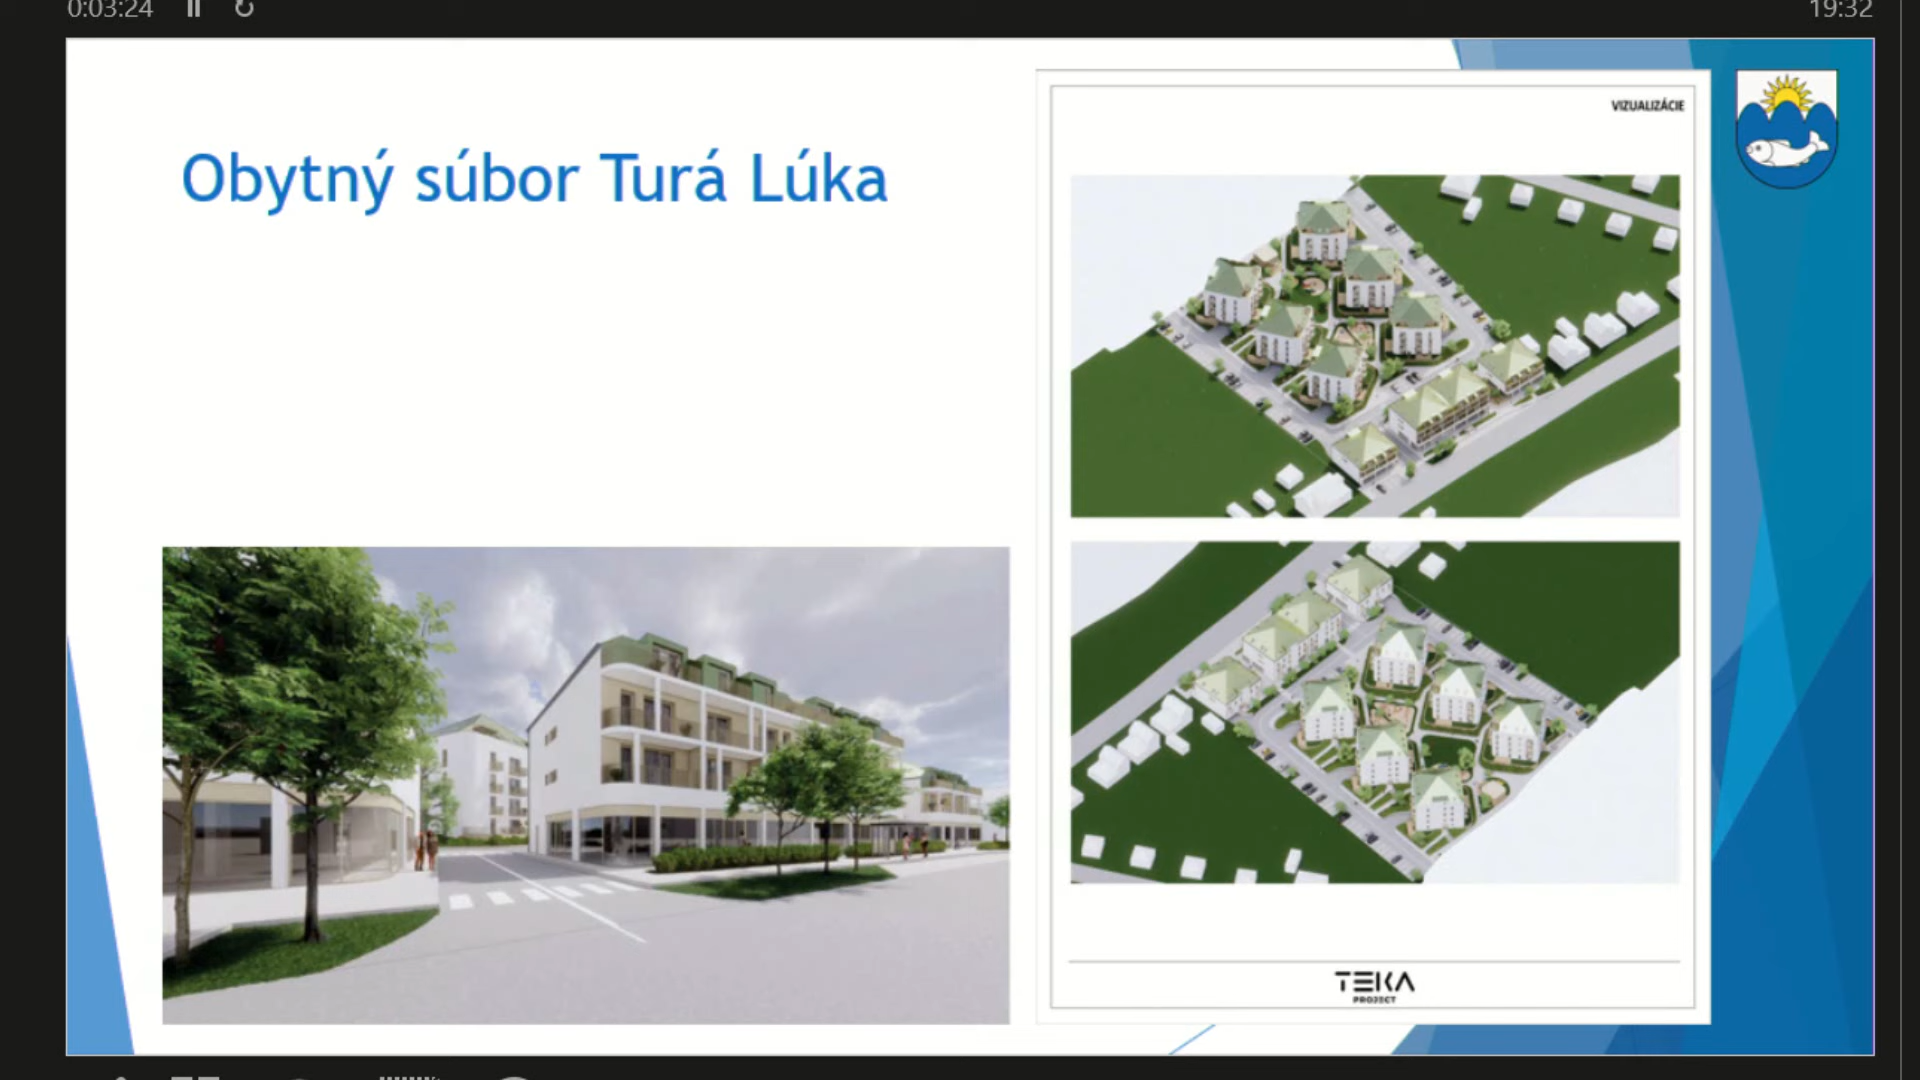 0:03:24
19:32
Obytný súbor Turá Lúka
VIZUALIZÁCIE
TEKA
PROJECT